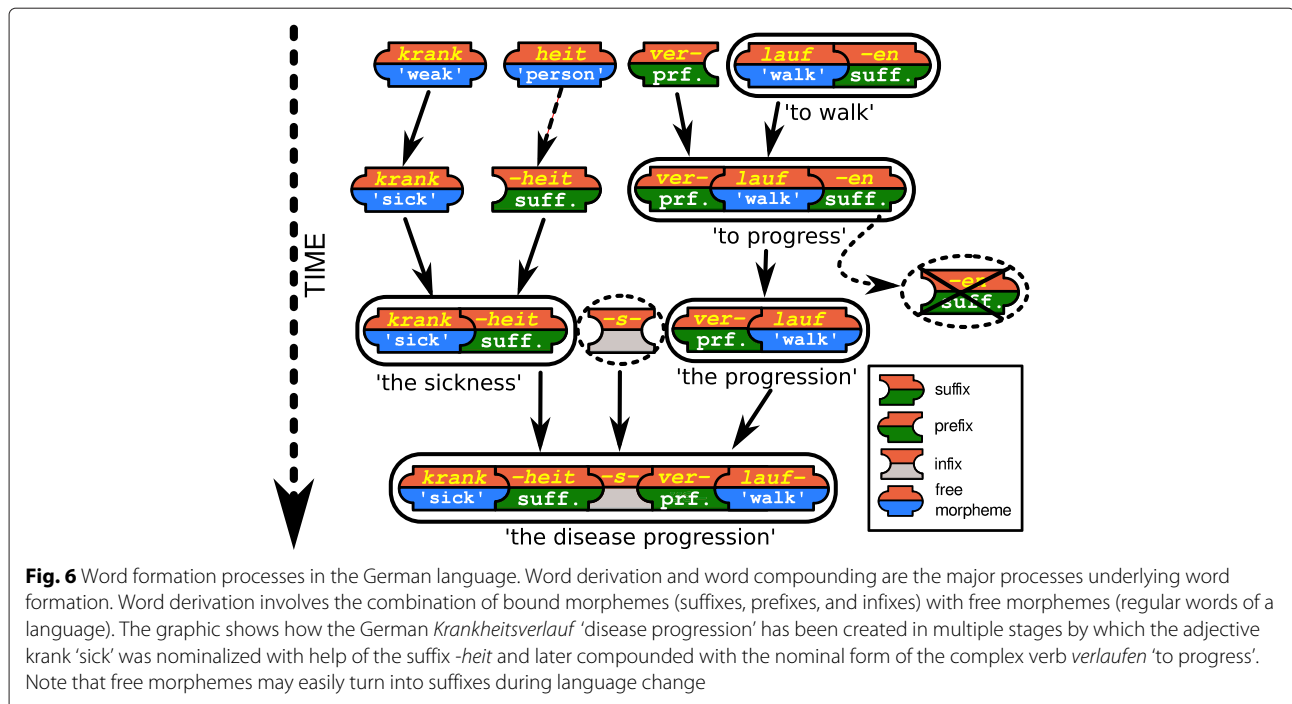 krank heit ver- lauf -en
'weak' 'person' prf. 'walk' suff.
'to walk'
krank -heit ver- lauf -en
'sick' suff. prf. 'walk' suff.
'to progress'
TIME
-en
suff.
krank -heit -s- ver- lauf
'sick' suff. prf. 'walk'
'the sickness' 'the progression'
suffix
prefix
infix
free
morpheme
krank -heit -s- ver- lauf-
'sick' suff. prf. 'walk'
'the disease progression'
Fig. 6 Word formation processes in the German language. Word derivation and word compounding are the major processes underlying word
formation. Word derivation involves the combination of bound morphemes (suffixes, prefixes, and infixes) with free morphemes (regular words of a
language). The graphic shows how the German Krankheitsverlauf 'disease progression' has been created in multiple stages by which the adjective
krank 'sick' was nominalized with help of the suffix -heit and later compounded with the nominal form of the complex verb verlaufen 'to progress'.
Note that free morphemes may easily turn into suffixes during language change